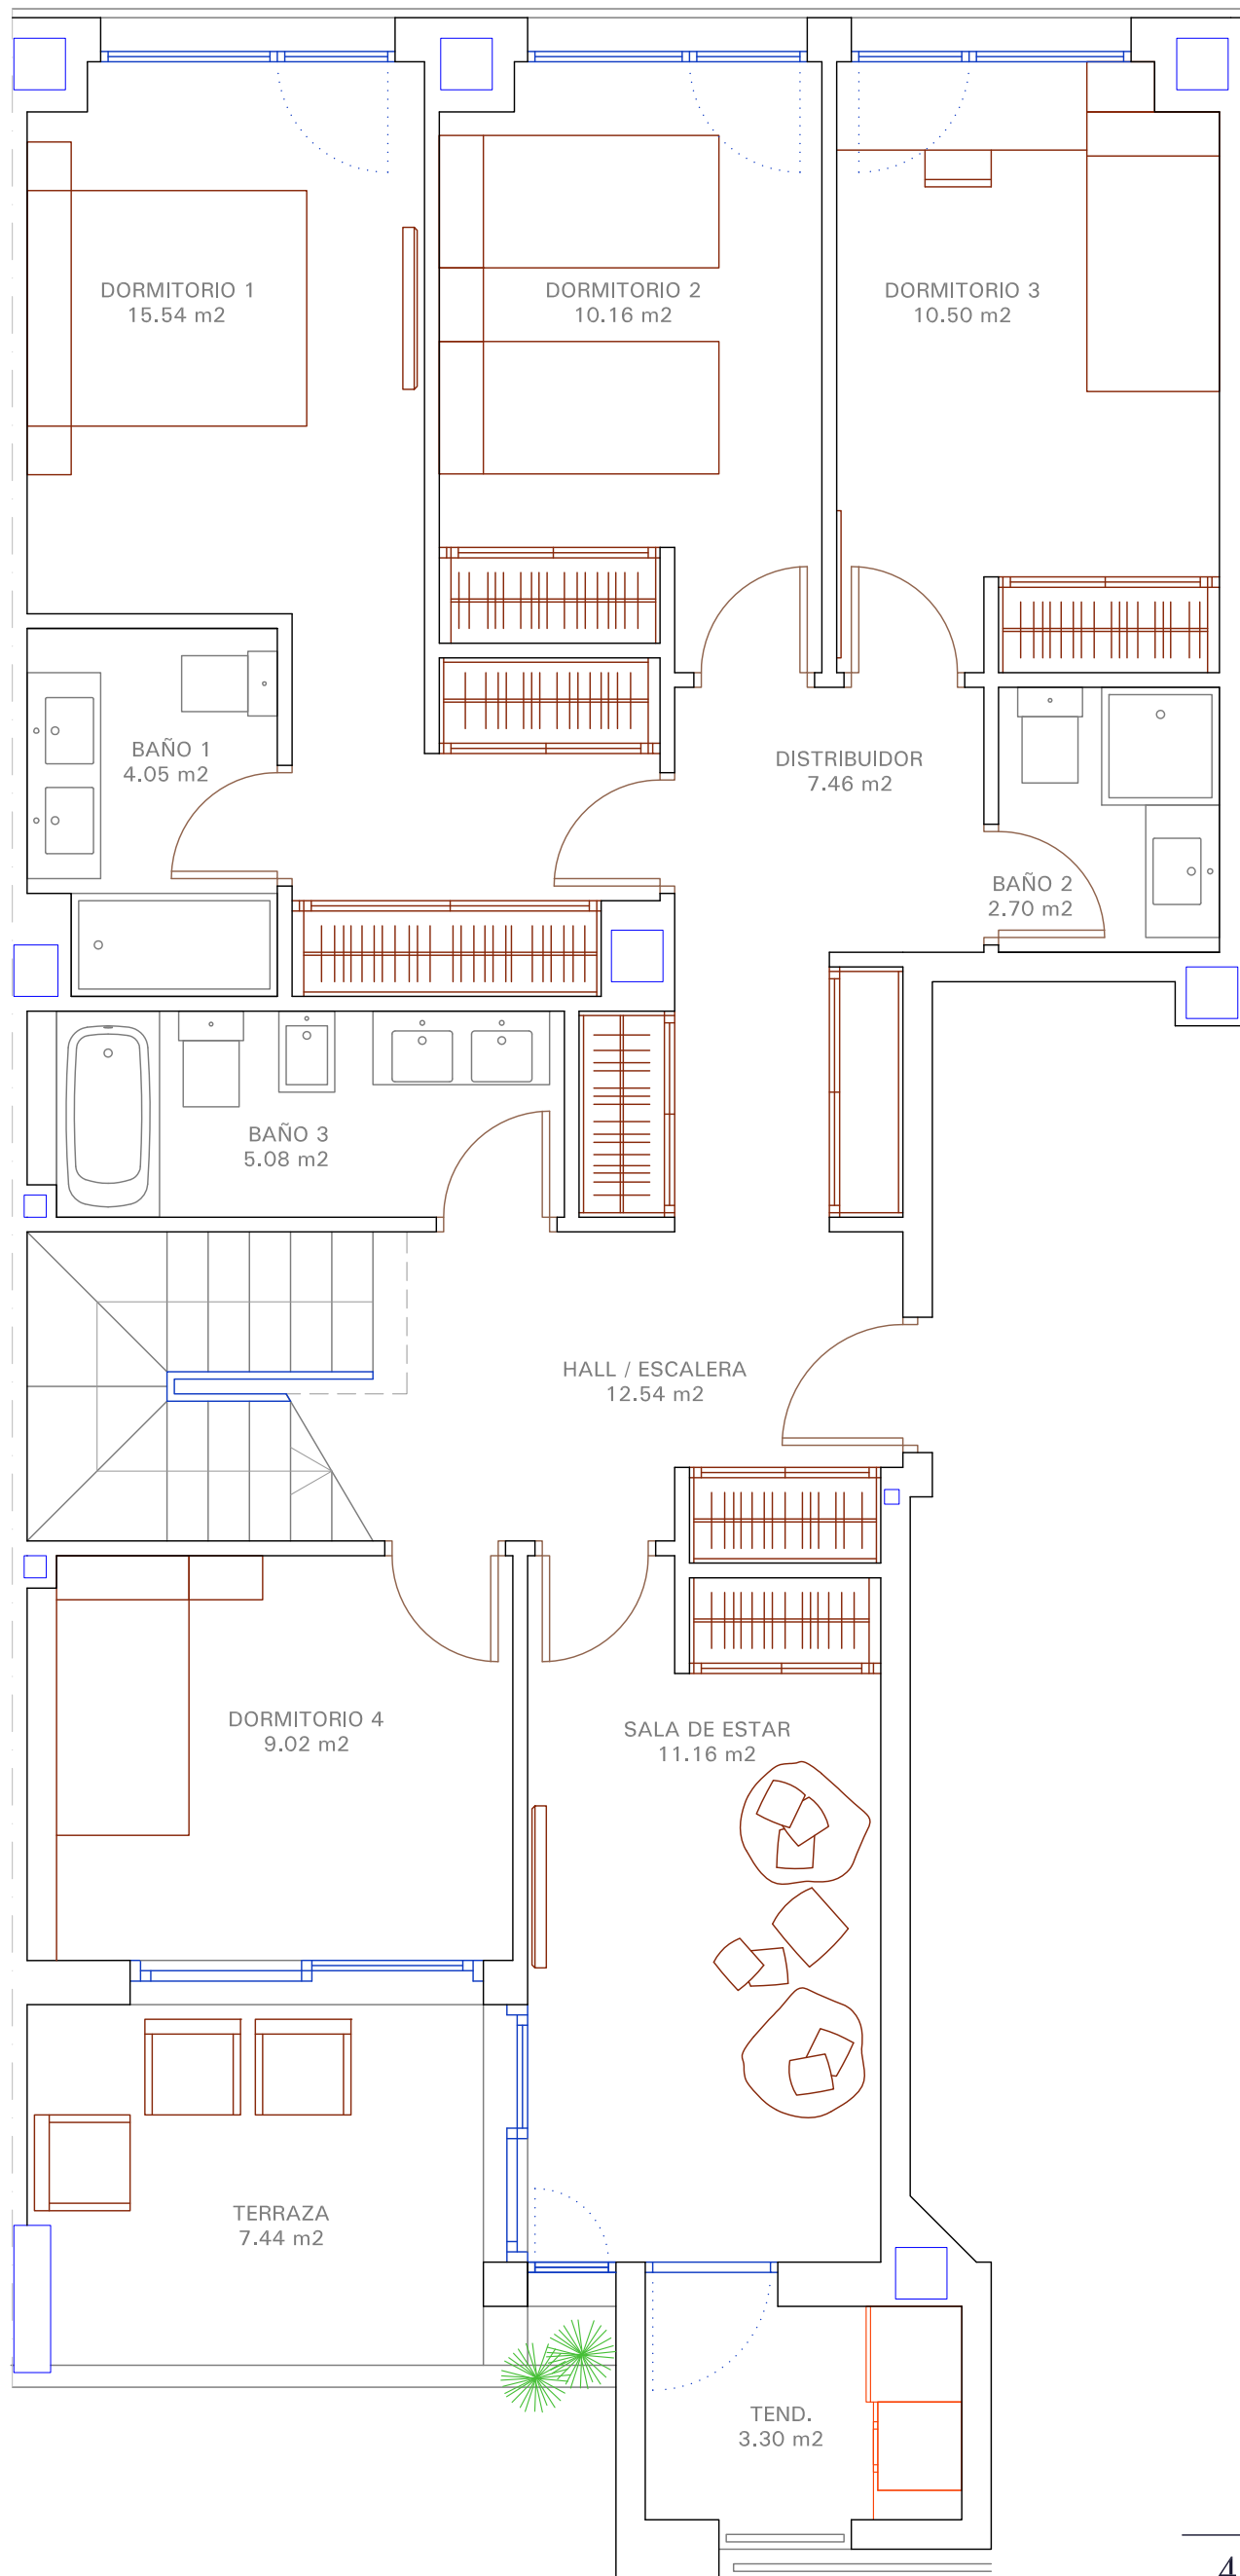 DORMITORIO 1
15.54 m2
DORMITORIO 2
10.16 m2
DORMITORIO 3
10.50 m2
BAÑO 1
4.05 m2
DISTRIBUIDOR
7.46 m2
BAÑO 2
2.70 m2
BAÑO 3
5.08 m2
HALL / ESCALERA
12.54 m2
DORMITORIO 4
9.02 m2
SALA DE ESTAR
11.16 m2
TERRAZA
7.44 m2
TEND.
3.30 m2
4